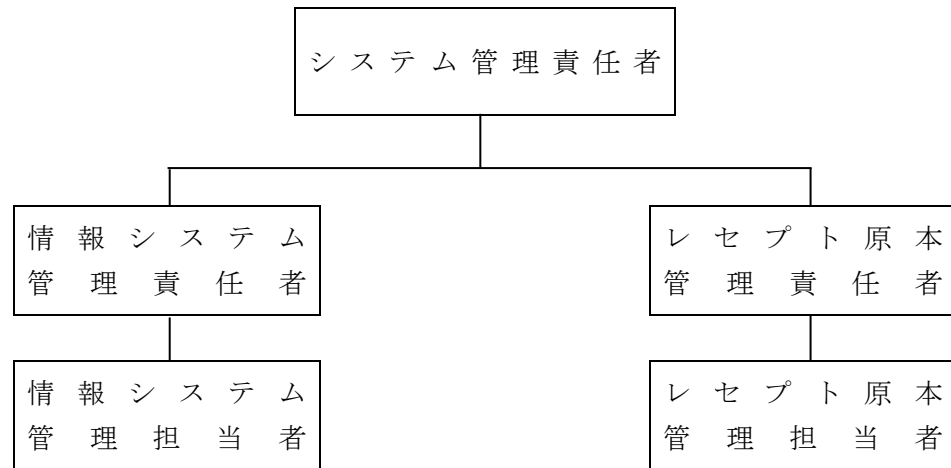 システム管理責任者
情報システム
管理責任者
レセプト原本
管理責任者
情報システム
管理担当者
レセプト原本
管理担当者